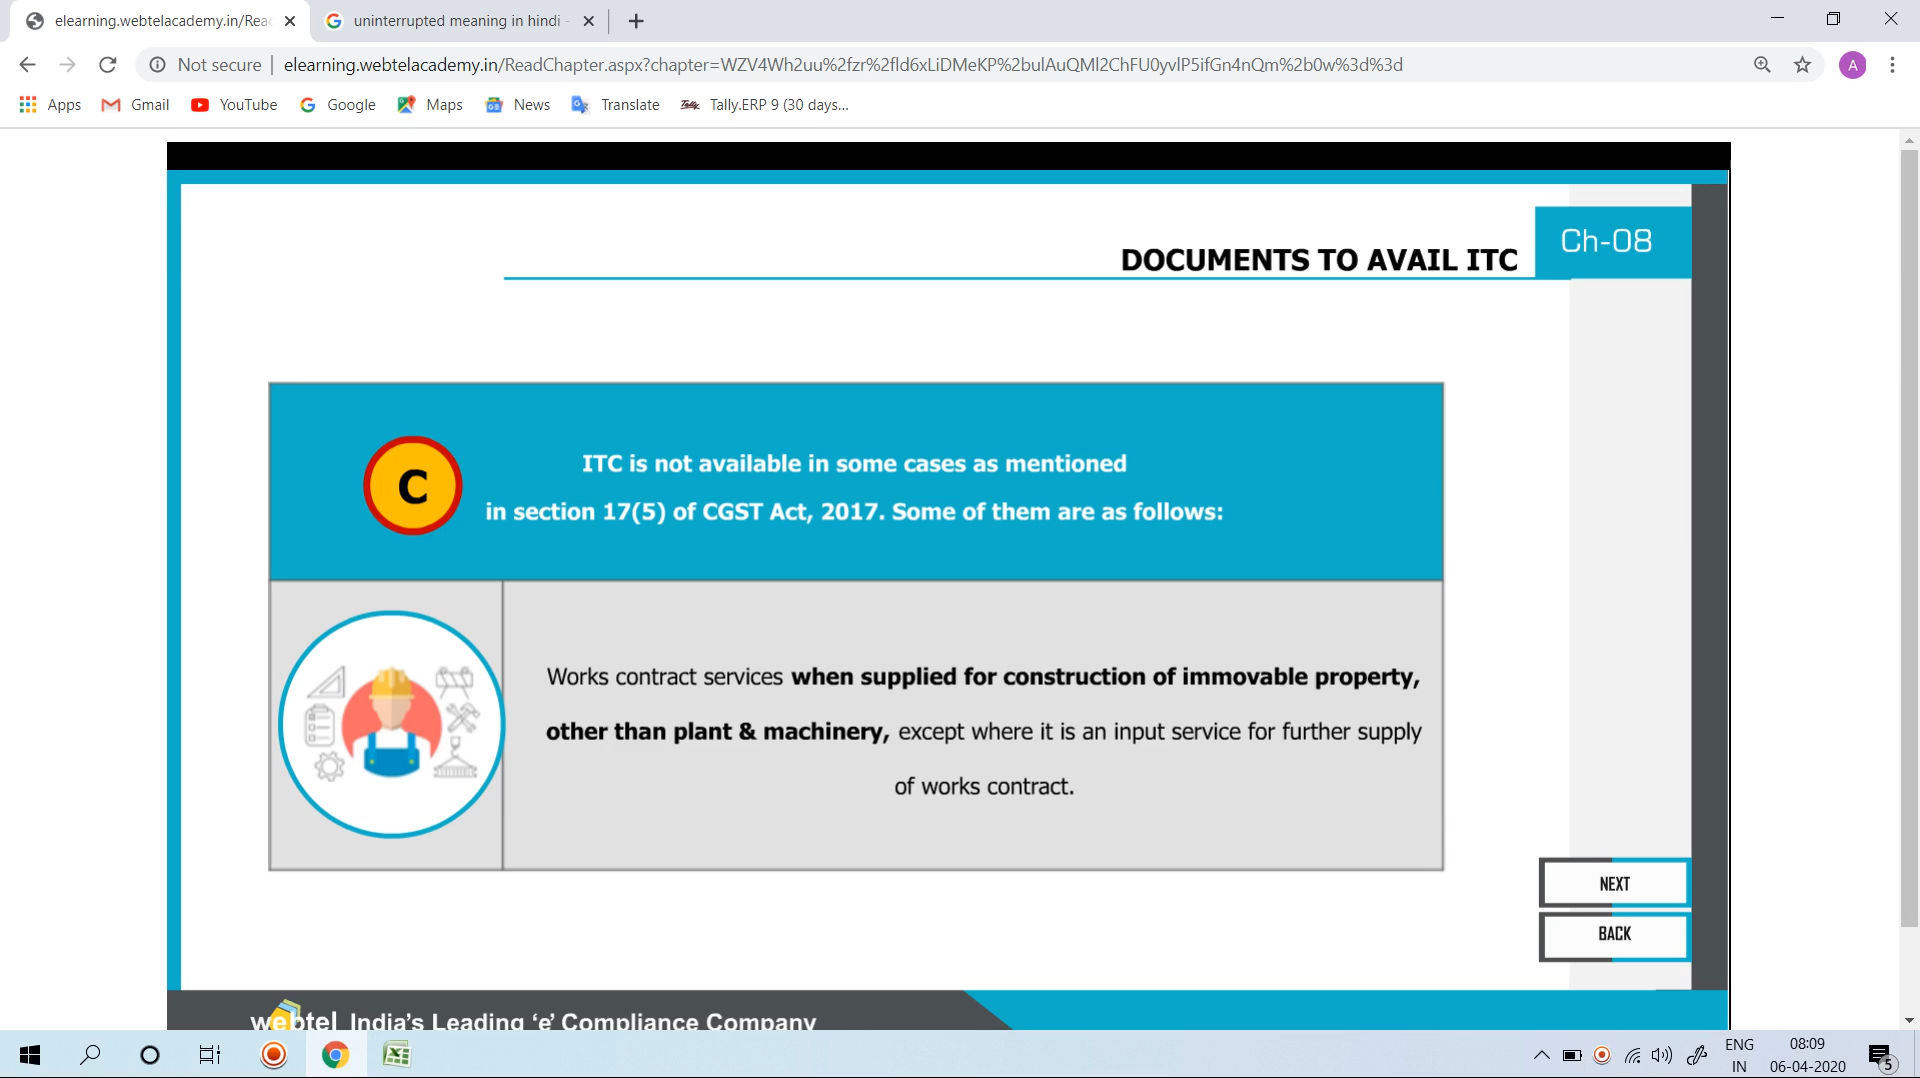 elearning.webtelacademy.in/Rea
uninterrupted meaning in hindi -
Not secure
elearning.webtelacademy.in/ReadChapter.aspx?chapter=WZV4Wh2uu%2fzr%2fld6xLiDMeKP%2bulAuQMl2ChFU0yvlP5ifGn4nQm%2b0w%3d%3d
A
Apps
Gmail
YouTube
Google
Maps
News
Translate
Tally.ERP 9 (30 days...
DOCUMENTS TO AVAIL ITC
Ch-08
C
ITC is not available in some cases as mentioned
in section 17(5) of CGST Act, 2017. Some of them are as follows:
Works contract services when supplied for construction of immovable property,
other than plant & machinery, except where it is an input service for further supply
of works contract.
NEXT
BACK
webtel India's Leading 'e' Compliance Company
ENG
IN
08:09
06-04-2020
5